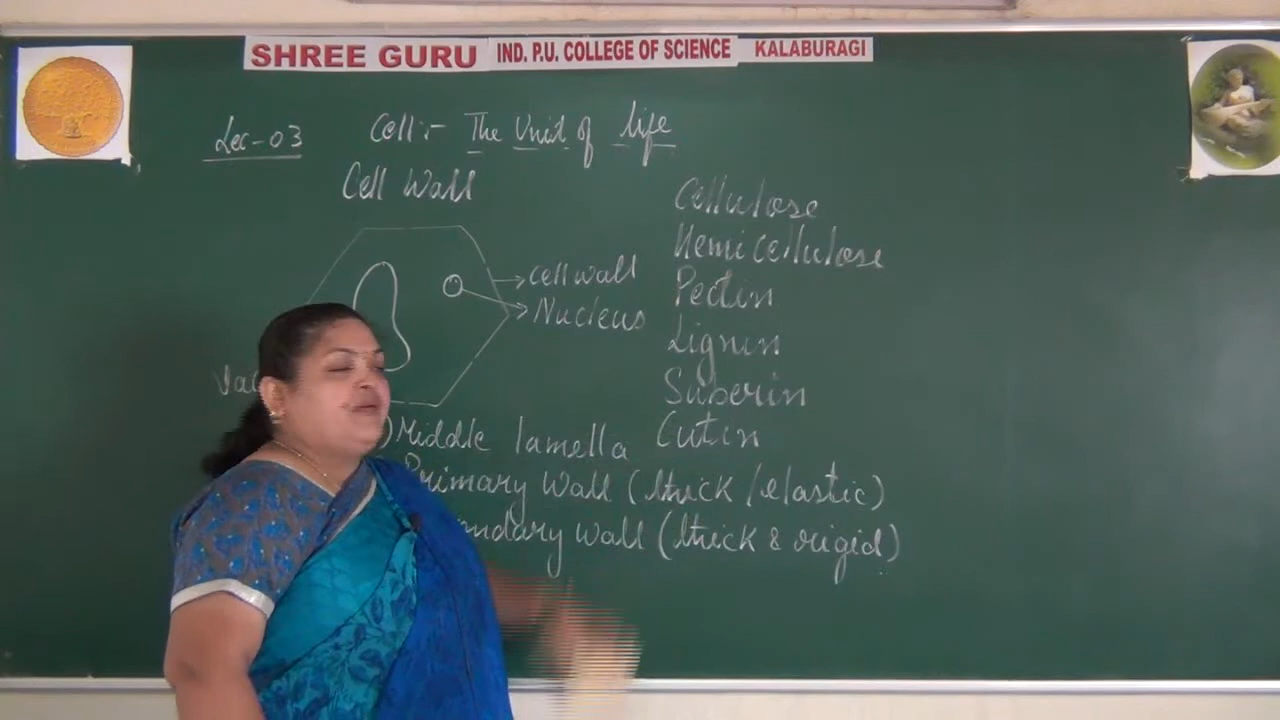 SHREE GURU IND. P.U. COLLEGE OF SCIENCE KALABURAGI
Lec-03 Cell:- The Unit of life
Cell Wall
Cellulose
Hemicellulose
Pectin
Lignin
Suberin
Cutin
cell wall
Nucleus
Middle lamella
Primary Wall (thick /elastic)
wall (thick & rigid)